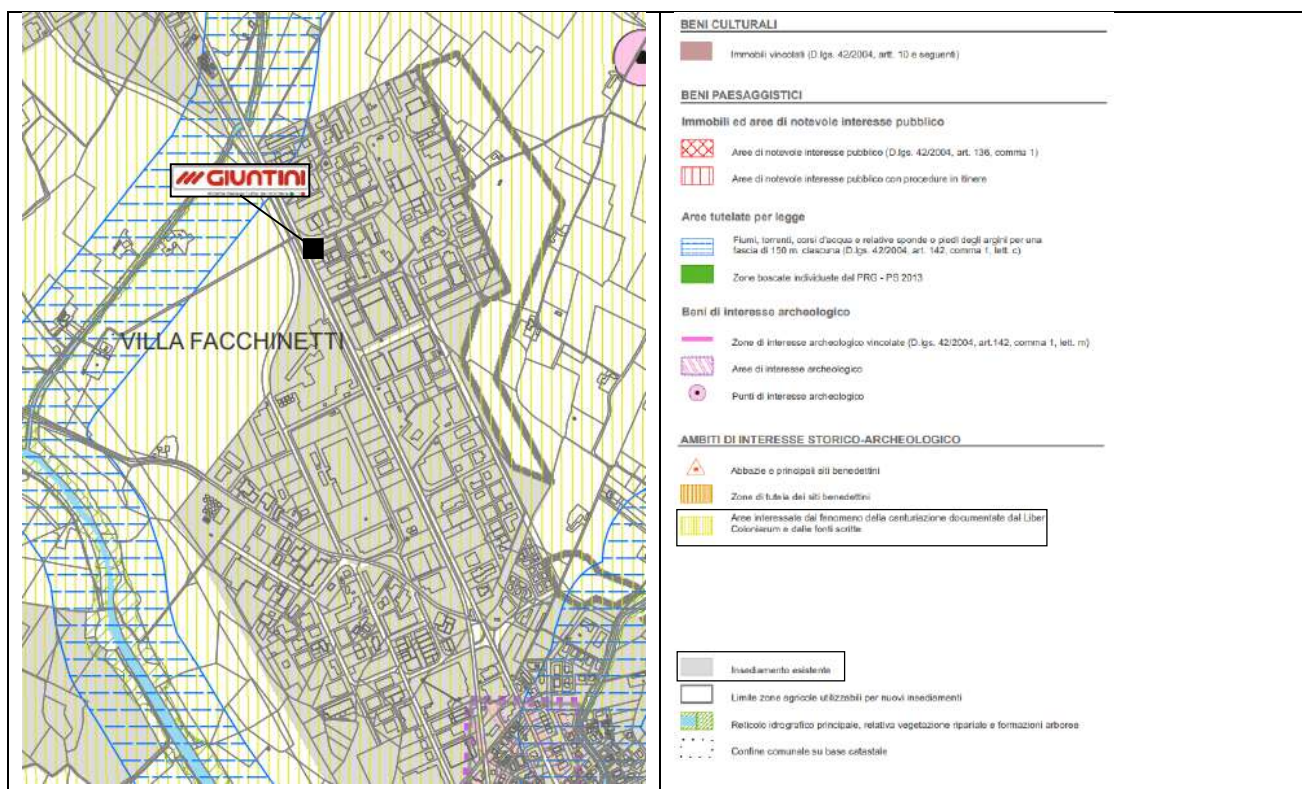 GIUNTINI
VILLA FACCHINETTI
BENI CULTURALI
Immobili vincolati (D.lgs. 42/2004, artt. 10 e seguenti)
BENI PAESAGGISTICI
Immobili ed aree di notevole interesse pubblico
Aree di notevole interesse pubblico (D.lgs. 42/2004, art. 136, comma 1)
Aree di notevole interesse pubblico con procedure in itinere
Aree tutelate per legge
Fiumi, torrenti, corsi d'acqua e relative sponde o piedi degli argini per una
fascia di 150 m. ciascuna (D.lgs. 42/2004, art. 142, comma 1, lett. c)
Zone boscate individuate dal PRG - PS 2013
Beni di interesse archeologico
Zone di interesse archeologico vincolate (D.lgs. 42/2004, art.142, comma 1, lett. m)
Aree di interesse archeologico
Punti di interesse archeologico
AMBITI DI INTERESSE STORICO-ARCHEOLOGICO
Abbazie e principali siti benedettini
Zone di tutela dei siti benedettini
Aree interessate dal fenomeno della centuriazione documentate dal Liber
Coloniarum e dalle fonti scritte
Insediamento esistente
Limite zone agricole utilizzabili per nuovi insediamenti
Reticolo idrografico principale, relativa vegetazione ripariale e formazioni arboree
Confine comunale su base catastale